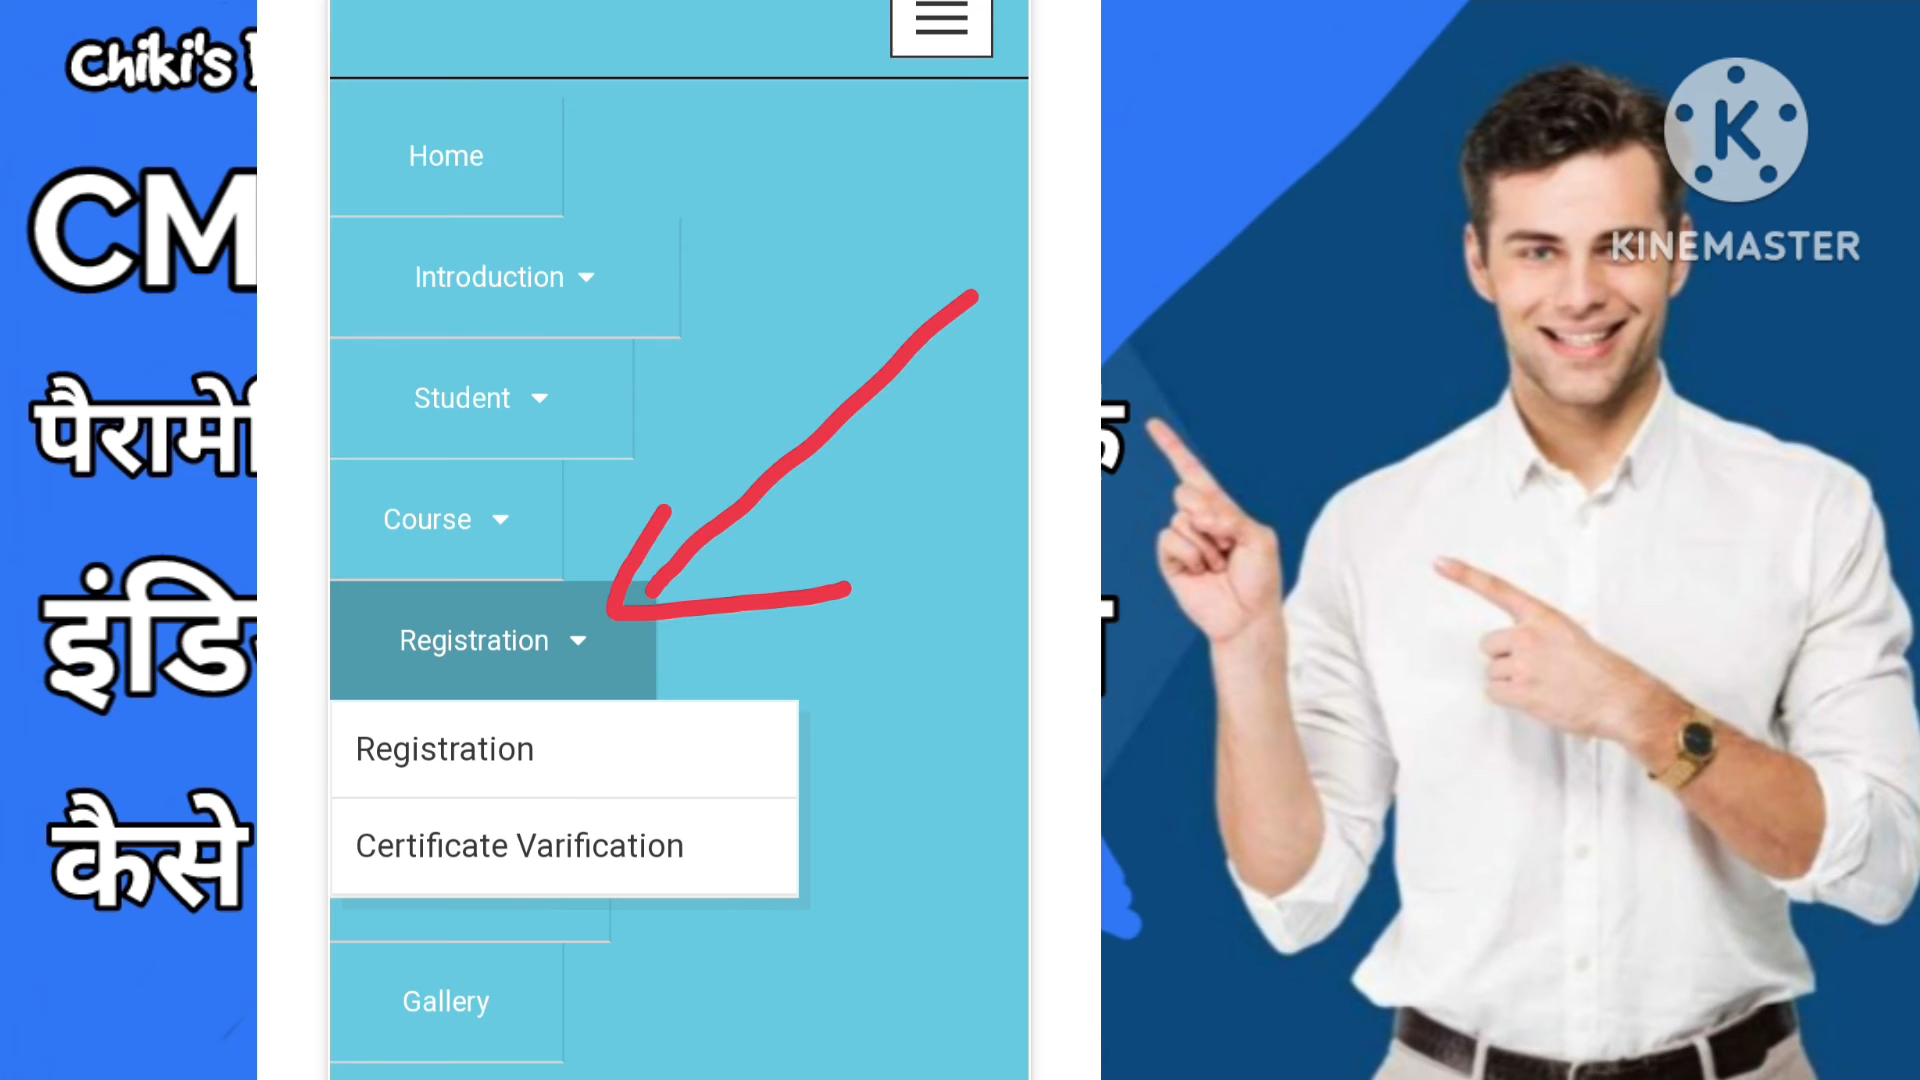 Chiki's
CM
पैरामे
इंडि
कैसे
Home
Introduction
Student
Course
Registration
Registration
Certificate Varification
Gallery
KINEMASTER